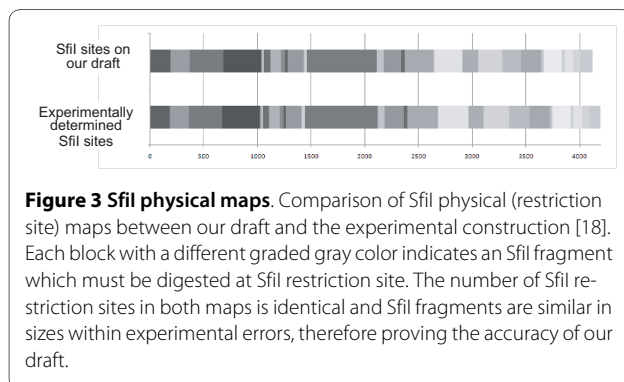 SfiI sites on
our draft
Experimentally
determined
SfiI sites
0 500 1000 1500 2000 2500 3000 3500 4000
Figure 3 SfiI physical maps. Comparison of SfiI physical (restriction
site) maps between our draft and the experimental construction [18].
Each block with a different graded gray color indicates an SfiI fragment
which must be digested at SfiI restriction site. The number of SfiI re-
striction sites in both maps is identical and SfiI fragments are similar in
sizes within experimental errors, therefore proving the accuracy of our
draft.